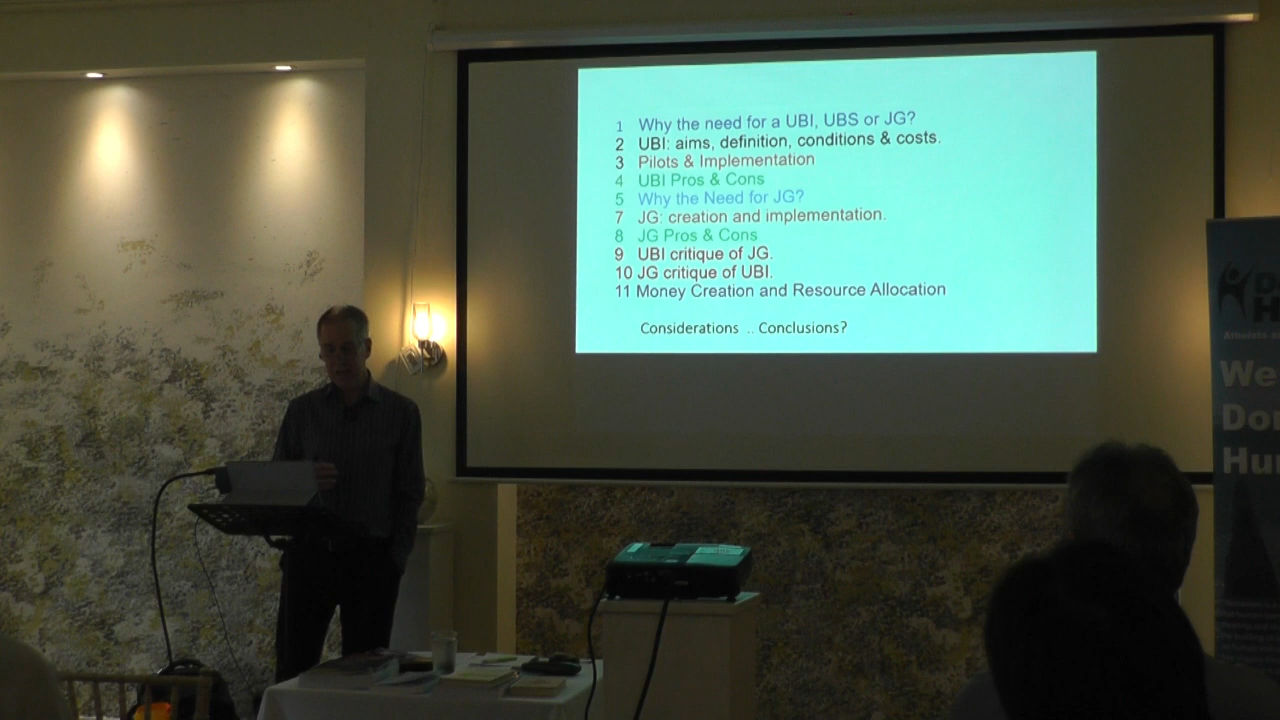 1 Why the need for a UBI, UBS or JG?
2 UBI: aims, definition, conditions & costs.
3 Pilots & Implementation
4 UBI Pros & Cons
5 Why the Need for JG?
7 JG: creation and implementation.
8 JG Pros & Cons
9 UBI critique of JG.
10 JG critique of UBI.
11 Money Creation and Resource Allocation
Considerations .. Conclusions?